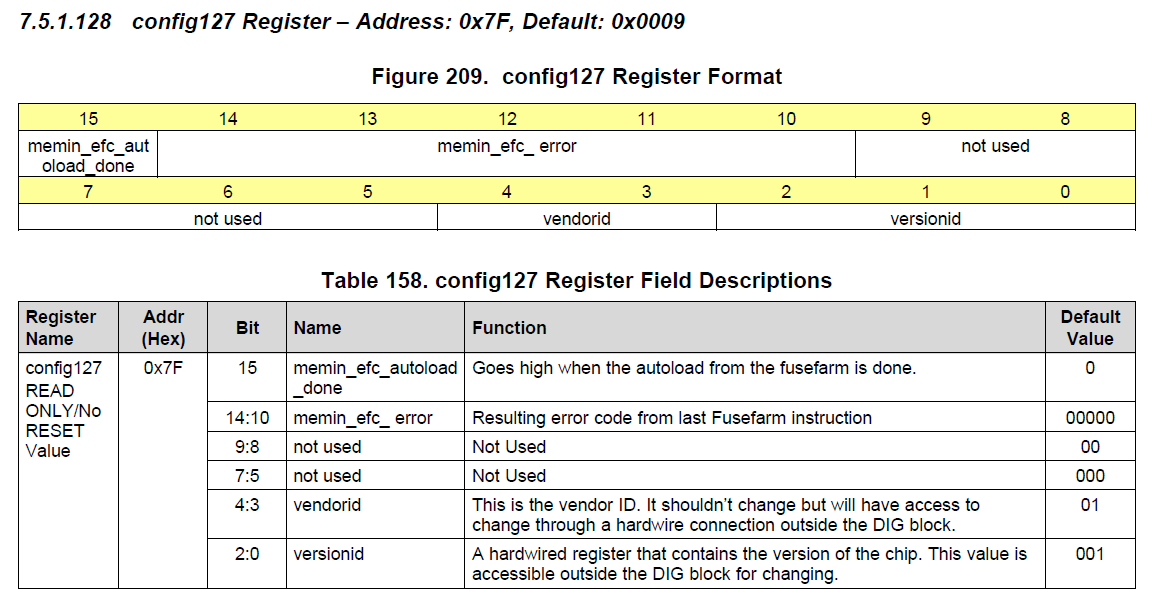 7.5.1.128 config127 Register – Address: 0x7F, Default: 0x0009
Figure 209. config127 Register Format
15 14 13 12 11 10 9 8
memin_efc_aut
oload_done
memin_efc_ error
not used
7 6 5 4 3 2 1 0
not used vendorid versionid
Table 158. config127 Register Field Descriptions
Register
Name
Addr
(Hex)
Bit
Name
Function
Default
Value
config127
READ
ONLY/No
RESET
Value
0x7F
15
memin_efc_autoload
_done
Goes high when the autoload from the fusefarm is done.
0
14:10 memin_efc_ error Resulting error code from last Fusefarm instruction 00000
9:8 not used Not Used 00
7:5 not used Not Used 000
4:3
vendorid
This is the vendor ID. It shouldn’t change but will have access to
change through a hardwire connection outside the DIG block.
01
2:0
versionid
A hardwired register that contains the version of the chip. This value is
accessible outside the DIG block for changing.
001